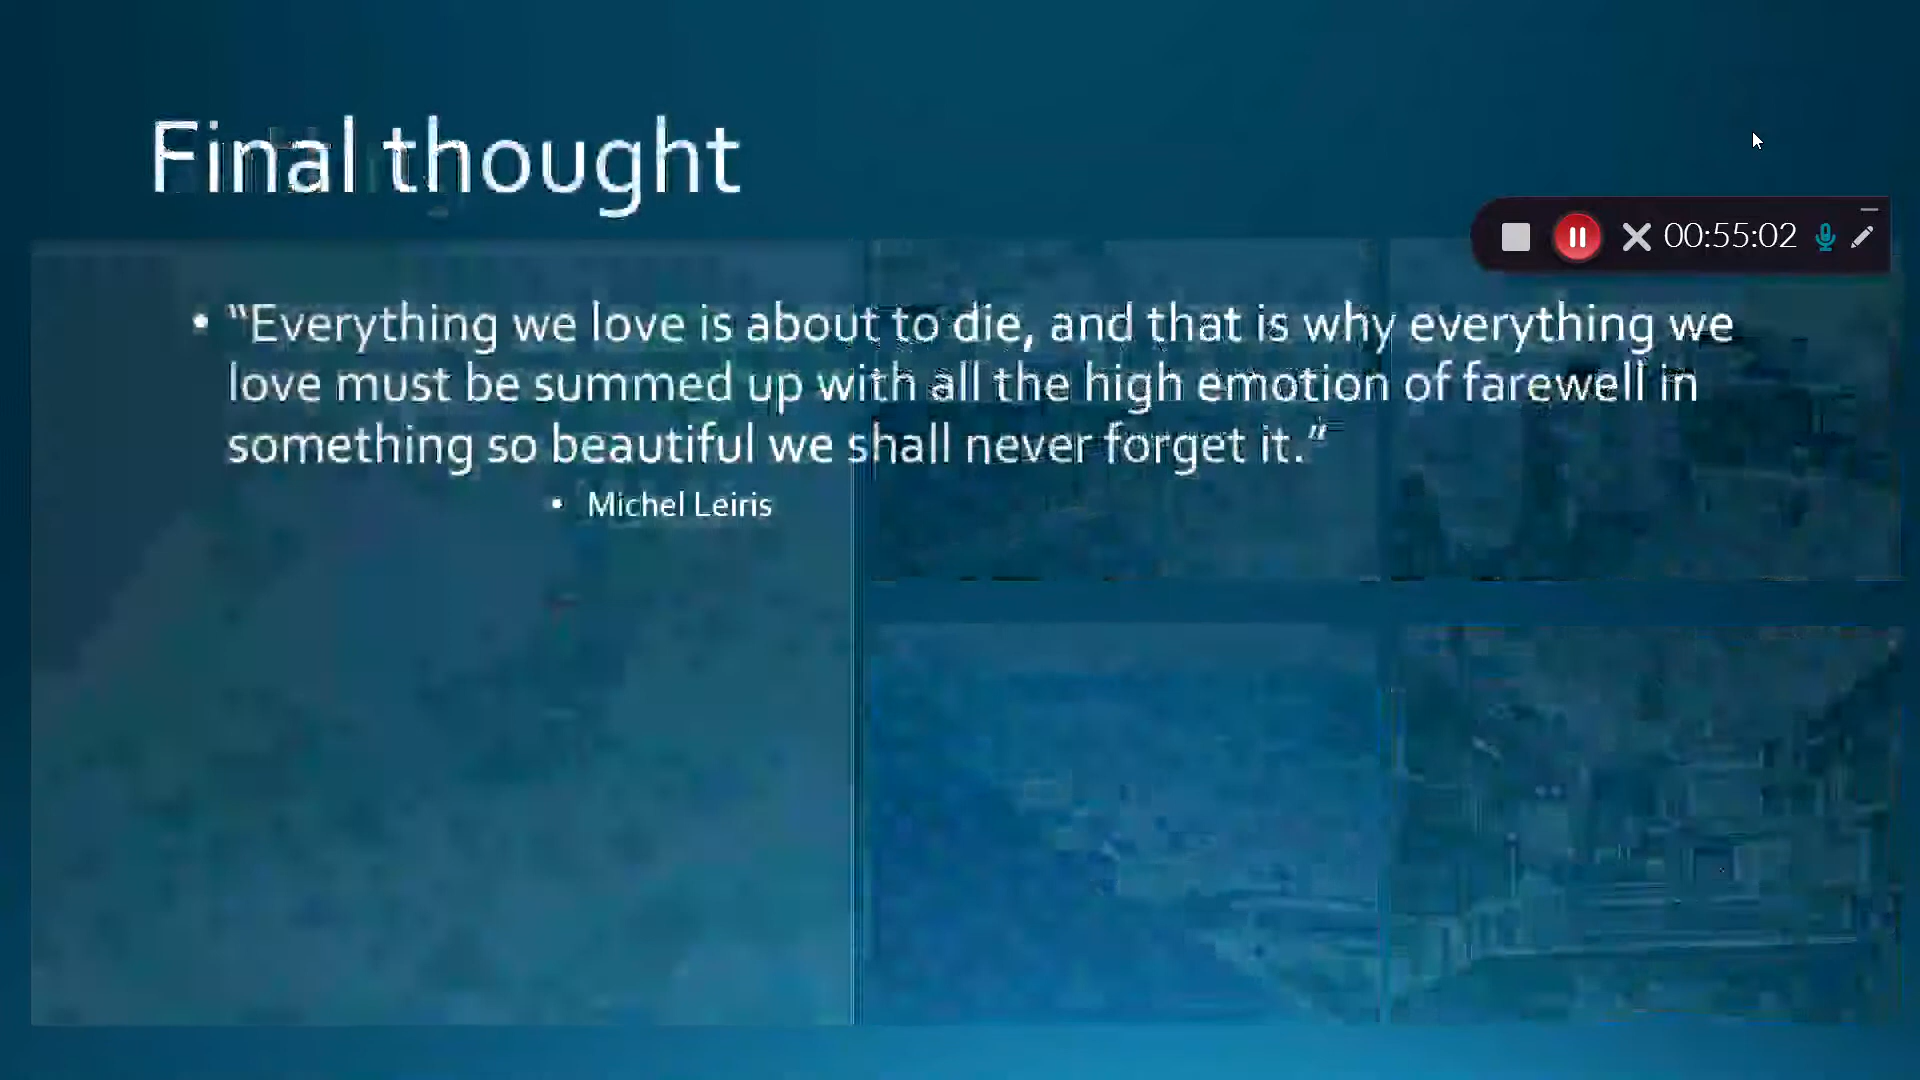 Final thought
00:55:02
• “Everything we love is about to die, and that is why everything we
love must be summed up with all the high emotion of farewell in
something so beautiful we shall never forget it.”
• Michel Leiris